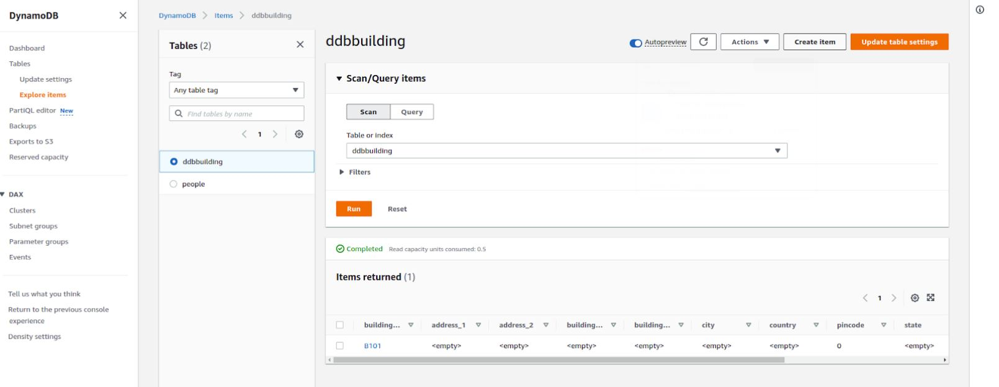 DynamoDB
Dashboard
Tables
Update settings
Explore items
PartiQL editor New
Backups
Exports to S3
Reserved capacity
DAX
Clusters
Subnet groups
Parameter groups
Events
Tell us what you think
Return to the previous console
experience
Density settings
DynamoDB Items ddbbuilding
Tables (2)
Tag
Any table tag
Find tables by name
1
ddbbuilding
people
ddbbuilding
Autopreview
Actions
Create item
Update table settings
Scan/Query items
Scan Query
Table or index
ddbbuilding
Filters
Run Reset
Completed Read capacity units consumed: 0.5
Items returned (1)
1
building... address_1 address_2 building... building... city country pincode state
B101 <empty> <empty> <empty> <empty> <empty> <empty> 0 <empty>